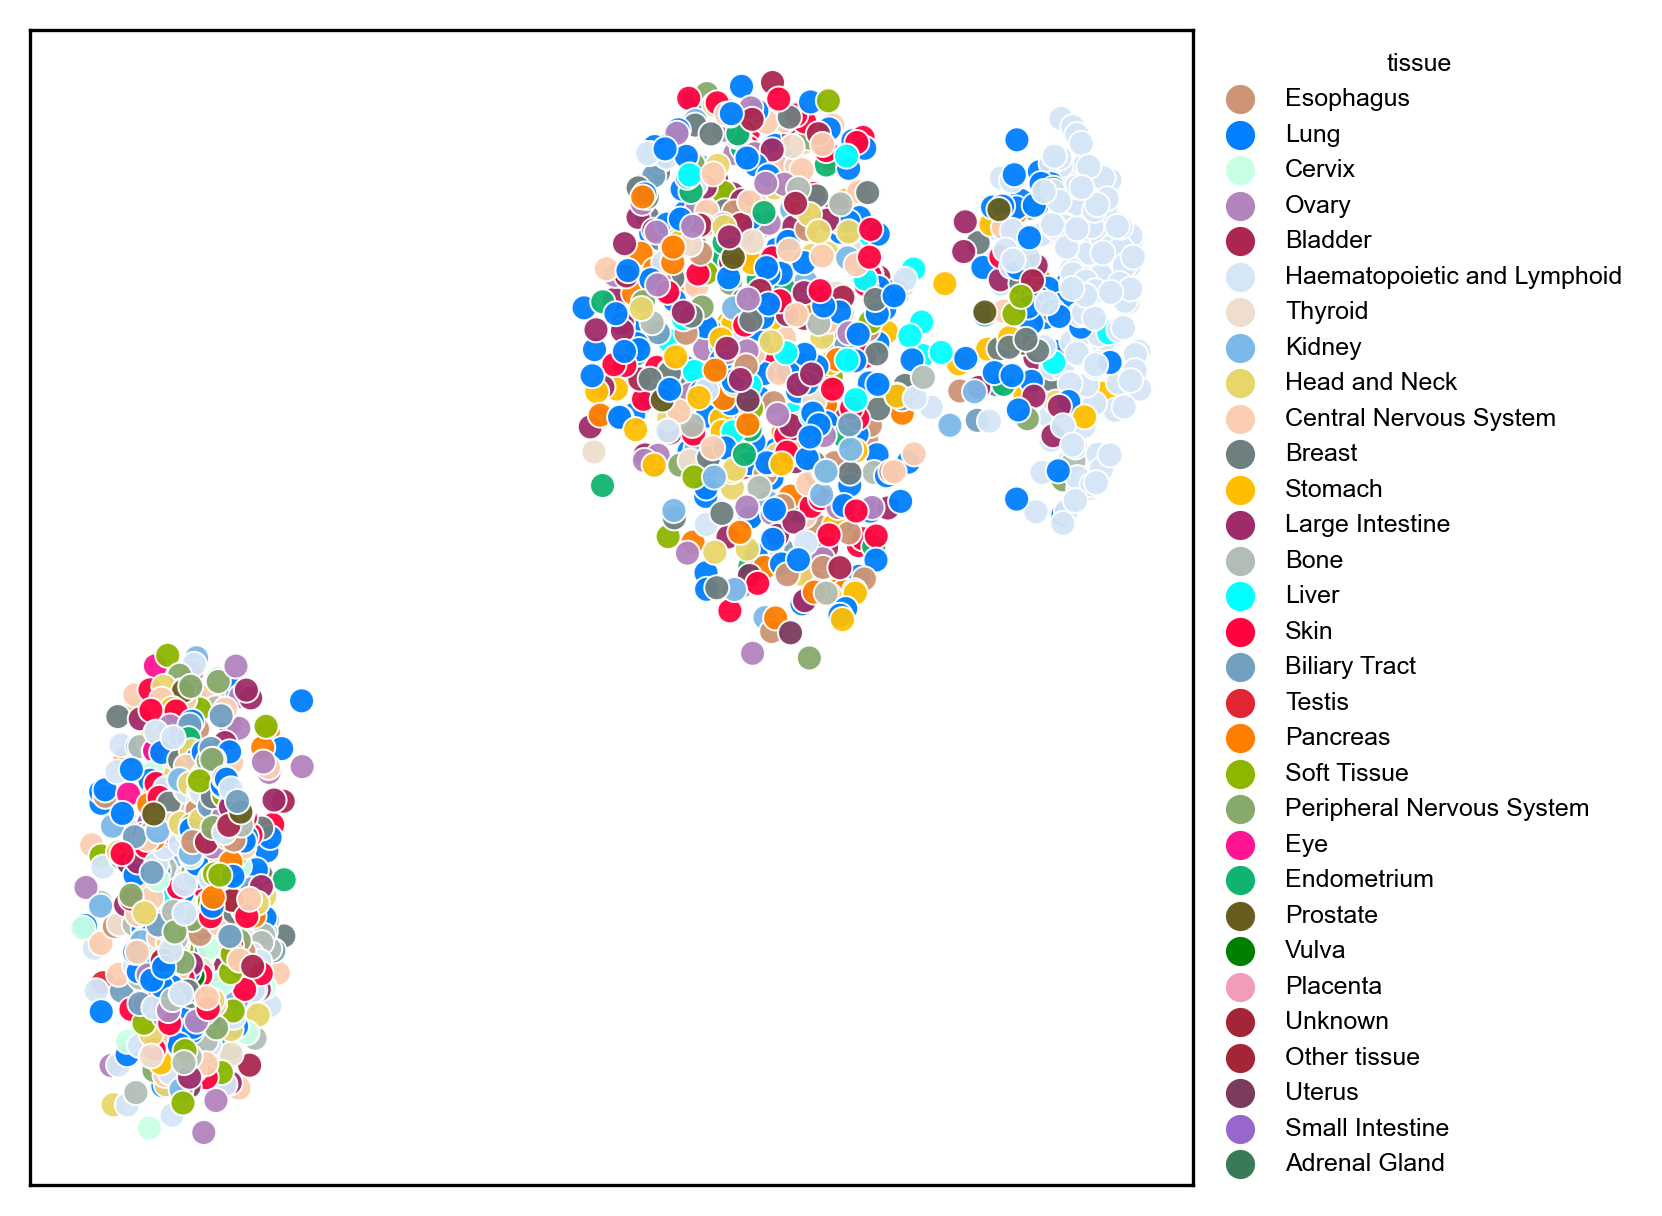 tissue
Esophagus
Lung
Cervix
Ovary
Bladder
Haematopoietic and Lymphoid
Thyroid
Kidney
Head and Neck
Central Nervous System
Breast
Stomach
Large Intestine
Bone
Liver
Skin
Biliary Tract
Testis
Pancreas
Soft Tissue
Peripheral Nervous System
Eye
Endometrium
Prostate
Vulva
Placenta
Unknown
Other tissue
Uterus
Small Intestine
Adrenal Gland